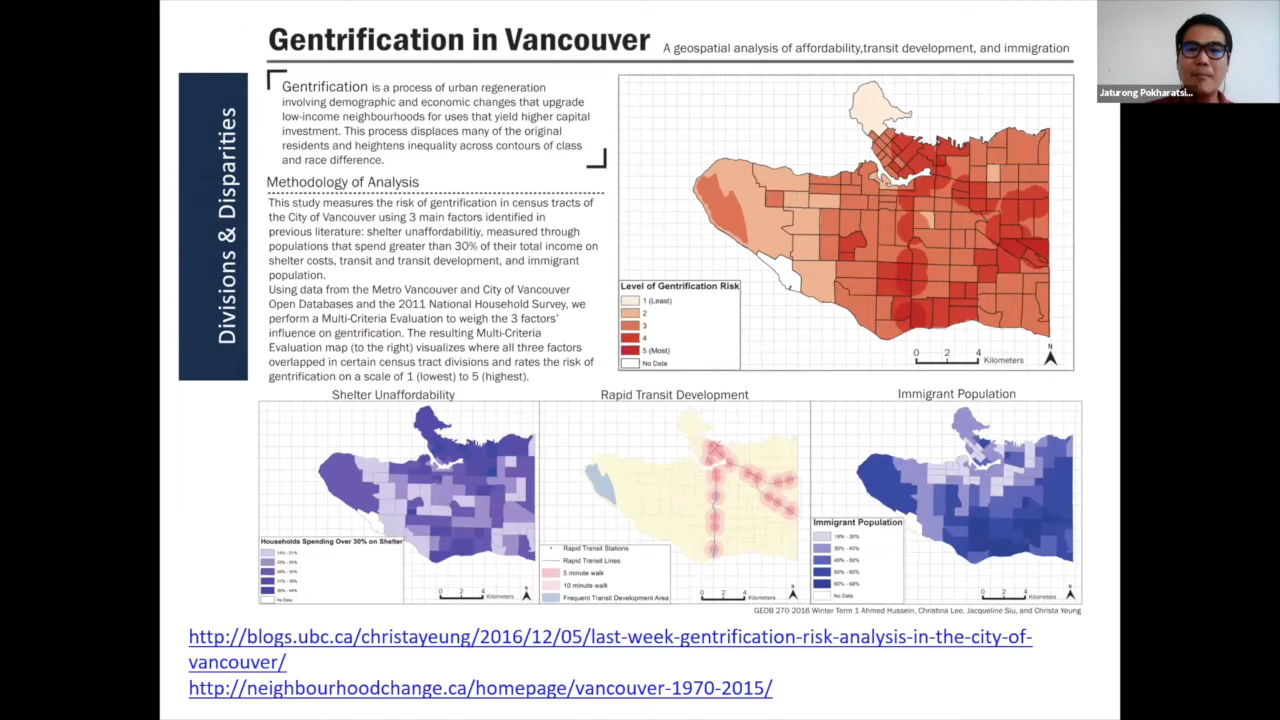 Gentrification in Vancouver A geospatial analysis of affordability,transit development, and immigration
Jaturong Pokharatsi...
Divisions & Disparities
Gentrification is a process of urban regeneration
involving demographic and economic changes that upgrade
low-income neighbourhoods for uses that yield higher capital
investment. This process displaces many of the original
residents and heightens inequality across contours of class
and race difference.
Methodology of Analysis
This study measures the risk of gentrification in census tracts of
the City of Vancouver using 3 main factors identified in
previous literature: shelter unaffordabilitiy, measured through
populations that spend greater than 30% of their total income on
shelter costs, transit and transit development, and immigrant
population.
Using data from the Metro Vancouver and City of Vancouver
Open Databases and the 2011 National Household Survey, we
perform a Multi-Criteria Evaluation to weigh the 3 factors'
influence on gentrification. The resulting Multi-Criteria
Evaluation map (to the right) visualizes where all three factors
overlapped in certain census tract divisions and rates the risk of
gentrification on a scale of 1 (lowest) to 5 (highest).
Level of Gentrification Risk
1 (Least)
2
3
4
5 (Most)
No Data
0 2 4
Kilometers
N
Shelter Unaffordability
Households Spending Over 30% on Shelter
No Data
0 2 4
Kilometers
N
Rapid Transit Development
Rapid Transit Stations
Rapid Transit Lines
5 minute walk
10 minute walk
Frequent Transit Development Area
0 2 4
Kilometers
N
Immigrant Population
Immigrant Population
18% - 30%
30% - 40%
40% - 50%
50% - 60%
60% - 68%
No Data
0 2 4
Kilometers
N
GEOB 270 2016 Winter Term 1 Ahmed Hussein, Christina Lee, Jacqueline Siu, and Christa Yeung
http://blogs.ubc.ca/christayeung/2016/12/05/last-week-gentrification-risk-analysis-in-the-city-of-
vancouver/
http://neighbourhoodchange.ca/homepage/vancouver-1970-2015/